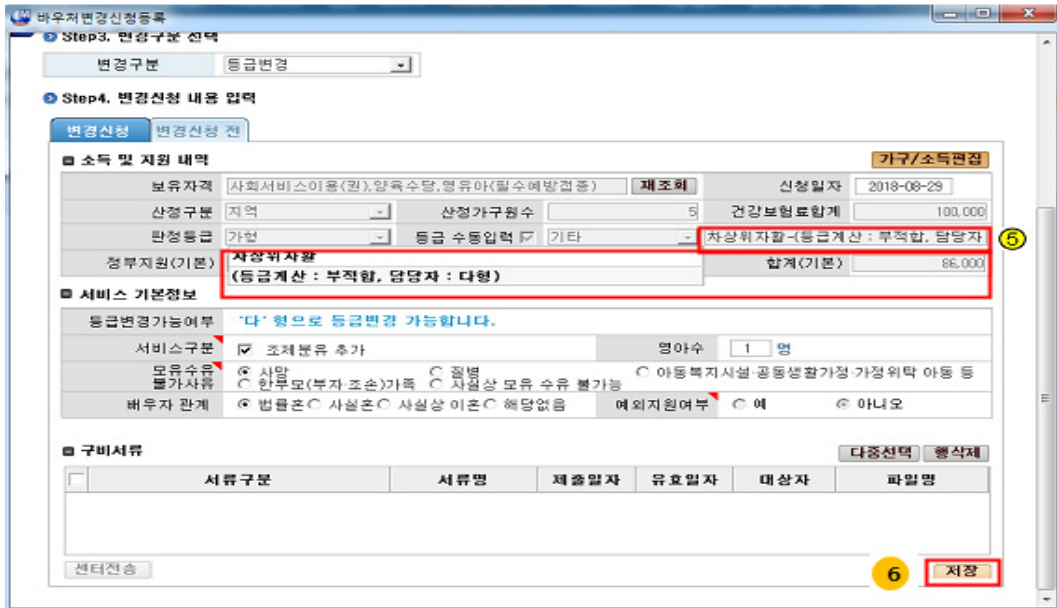 바우처변경신청등록
Step3. 변경구분 선택
변경구분 등급변경
Step4. 변경신청 내용 입력
변경신청 변경신청 전
소득 및 지원 내역 가구/소득편집
보유자격 사회서비스이용(권),양육수당,영유아(필수예방접종) 재조회 신청일자 2018-08-29
산정구분 지역 산정가구원수 5 건강보험료합계 100,000
판정등급 가형 등급 수동입력 기타 차상위자활-(등급계산 : 부적합, 담당자 ⑤
정부지원(기본) 차상위자활 합계(기본) 86,000
(등급계산 : 부적합, 담당자 : 다형)
서비스 기본정보
등급변경가능여부 '다' 형으로 등급변경 가능합니다.
서비스구분 조제분유 추가 영아수 1 명
모유수유 불가사유 사망 질병 아동복지시설·공동생활가정·가정위탁 아동 등
한부모(부자·조손)가족 사실상 모유 수유 불가능
배우자 관계 법률혼 사실혼 사실상 이혼 해당없음 예외지원여부 예 아니오
구비서류 다중선택 행삭제
서류구분 서류명 제출일자 유효일자 대상자 파일명
센터전송 6 저장